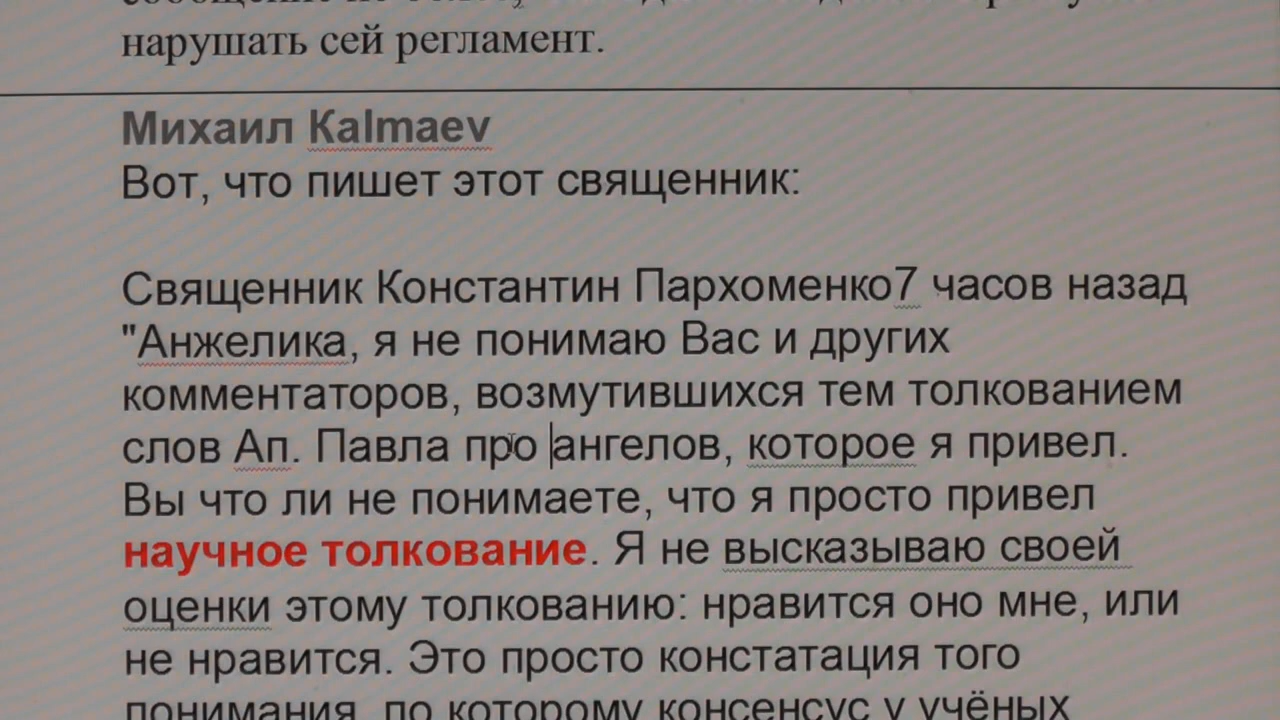 нарушать сей регламент.
Михаил Kalmaev
Вот, что пишет этот священник:
Священник Константин Пархоменко7 часов назад
"Анжелика, я не понимаю Вас и других
комментаторов, возмутившихся тем толкованием
слов Ап. Павла про ангелов, которое я привел.
Вы что ли не понимаете, что я просто привел
научное толкование. Я не высказываю своей
оценки этому толкованию: нравится оно мне, или
не нравится. Это просто констатация того
понимания, по которому консенсус у учёных